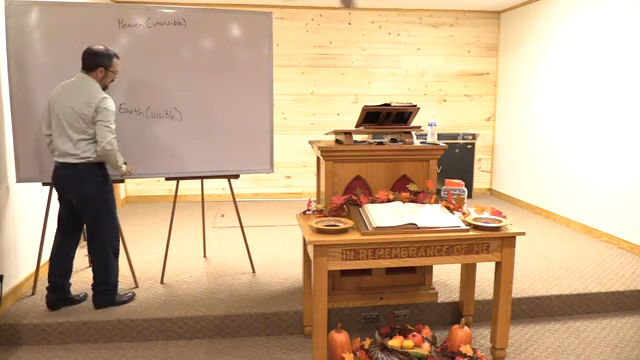 Heaven (invisible)
Earth (visible)
IN REMEMBRANCE OF ME